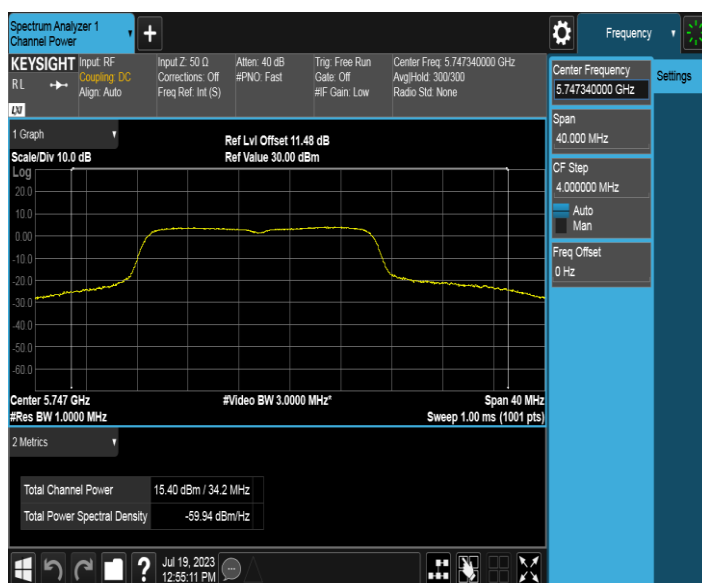 Spectrum Analyzer 1
Channel Power
+
Frequency
KEYSIGHT
RL
LXI
Input: RF
Coupling: DC
Align: Auto
Input Z: 50 Ω
Corrections: Off
Freq Ref: Int (S)
Atten: 40 dB
#PNO: Fast
Trig: Free Run
Gate: Off
#IF Gain: Low
Center Freq: 5.747340000 GHz
Avg|Hold: 300/300
Radio Std: None
Center Frequency
5.747340000 GHz
Settings
Span
40.000 MHz
CF Step
4.000000 MHz
Auto
Man
Freq Offset
0 Hz
1 Graph
Scale/Div 10.0 dB
Ref Lvl Offset 11.48 dB
Ref Value 30.00 dBm
Log
20.0
10.0
0.00
-10.0
-20.0
-30.0
-40.0
-50.0
-60.0
Center 5.747 GHz
#Video BW 3.0000 MHz*
Span 40 MHz
#Res BW 1.0000 MHz
Sweep 1.00 ms (1001 pts)
2 Metrics
Total Channel Power 15.40 dBm / 34.2 MHz
Total Power Spectral Density -59.94 dBm/Hz
?
Jul 19, 2023
12:55:11 PM